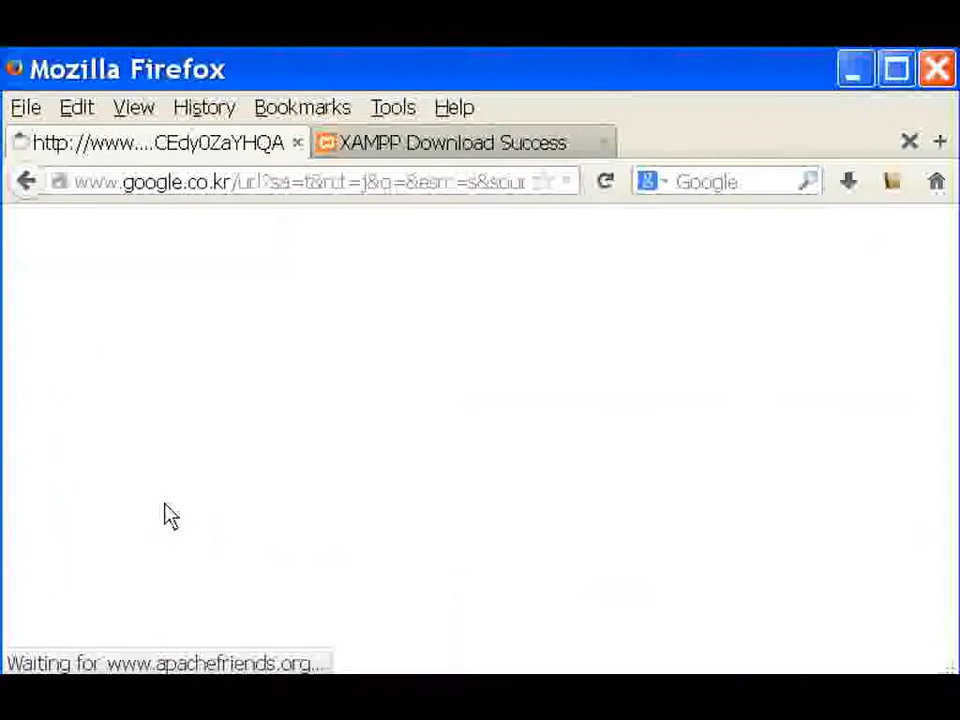 Mozilla Firefox
File Edit View History Bookmarks Tools Help
http://www....CEdy0ZaYHQA XAMPP Download Success
www.google.co.kr/url?sa=t&rct=j&q=&esrc=s&sour Google
Waiting for www.apachefriends.org...